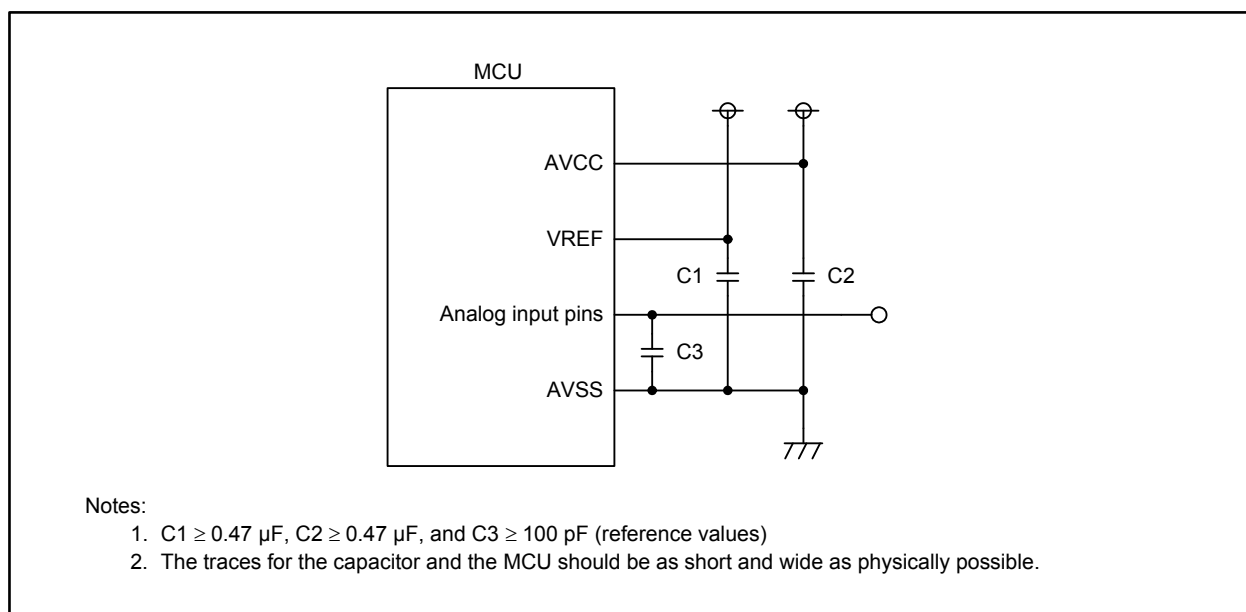 MCU
AVCC
VREF
C1
C2
Analog input pins
C3
AVSS
Notes:
1. C1 ≥ 0.47 µF, C2 ≥ 0.47 µF, and C3 ≥ 100 pF (reference values)
2. The traces for the capacitor and the MCU should be as short and wide as physically possible.